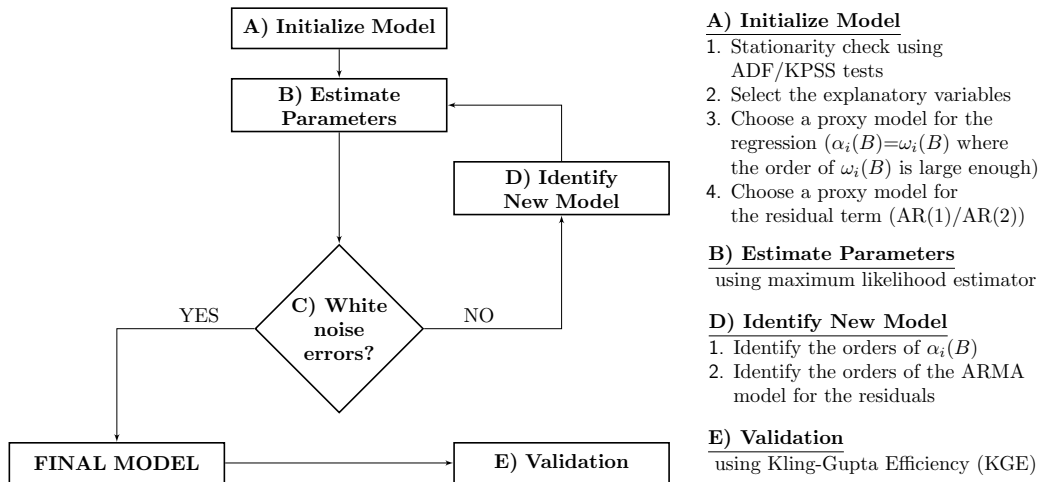 A) Initialize Model
B) Estimate
Parameters
D) Identify
New Model
C) White
noise
errors?
YES
NO
FINAL MODEL
E) Validation
A) Initialize Model
1. Stationarity check using
ADF/KPSS tests
2. Select the explanatory variables
3. Choose a proxy model for the
regression (αᵢ(B)=ωᵢ(B) where
the order of ωᵢ(B) is large enough)
4. Choose a proxy model for
the residual term (AR(1)/AR(2))
B) Estimate Parameters
using maximum likelihood estimator
D) Identify New Model
1. Identify the orders of αᵢ(B)
2. Identify the orders of the ARMA
model for the residuals
E) Validation
using Kling-Gupta Efficiency (KGE)